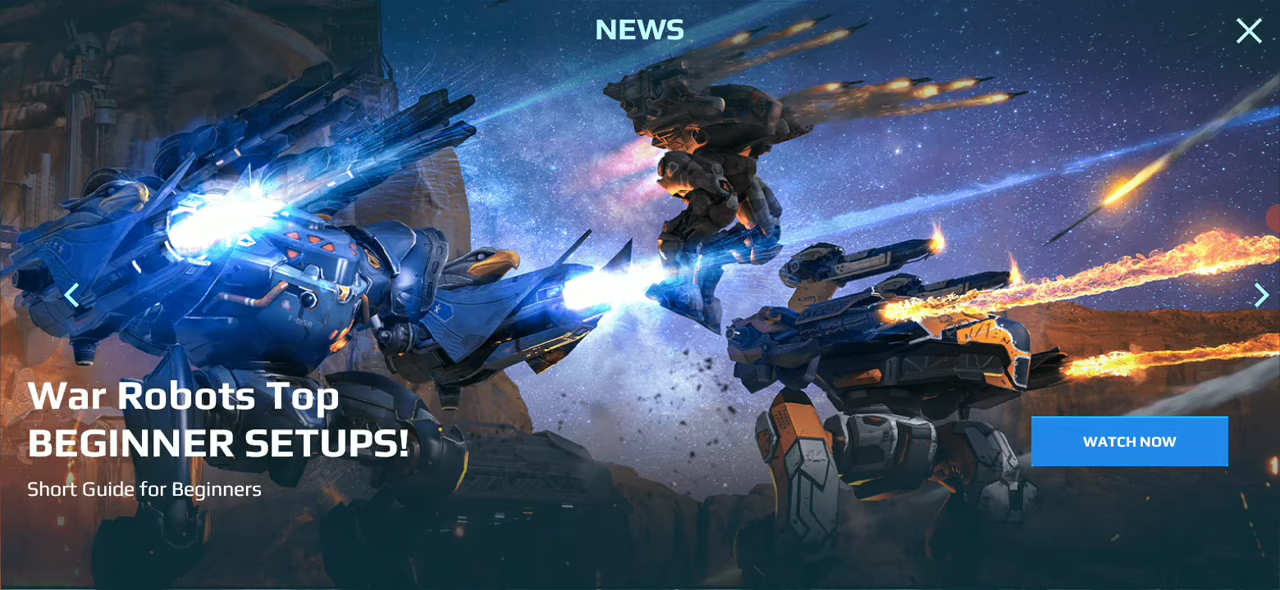 NEWS
War Robots Top
BEGINNER SETUPS!
Short Guide for Beginners
WATCH NOW